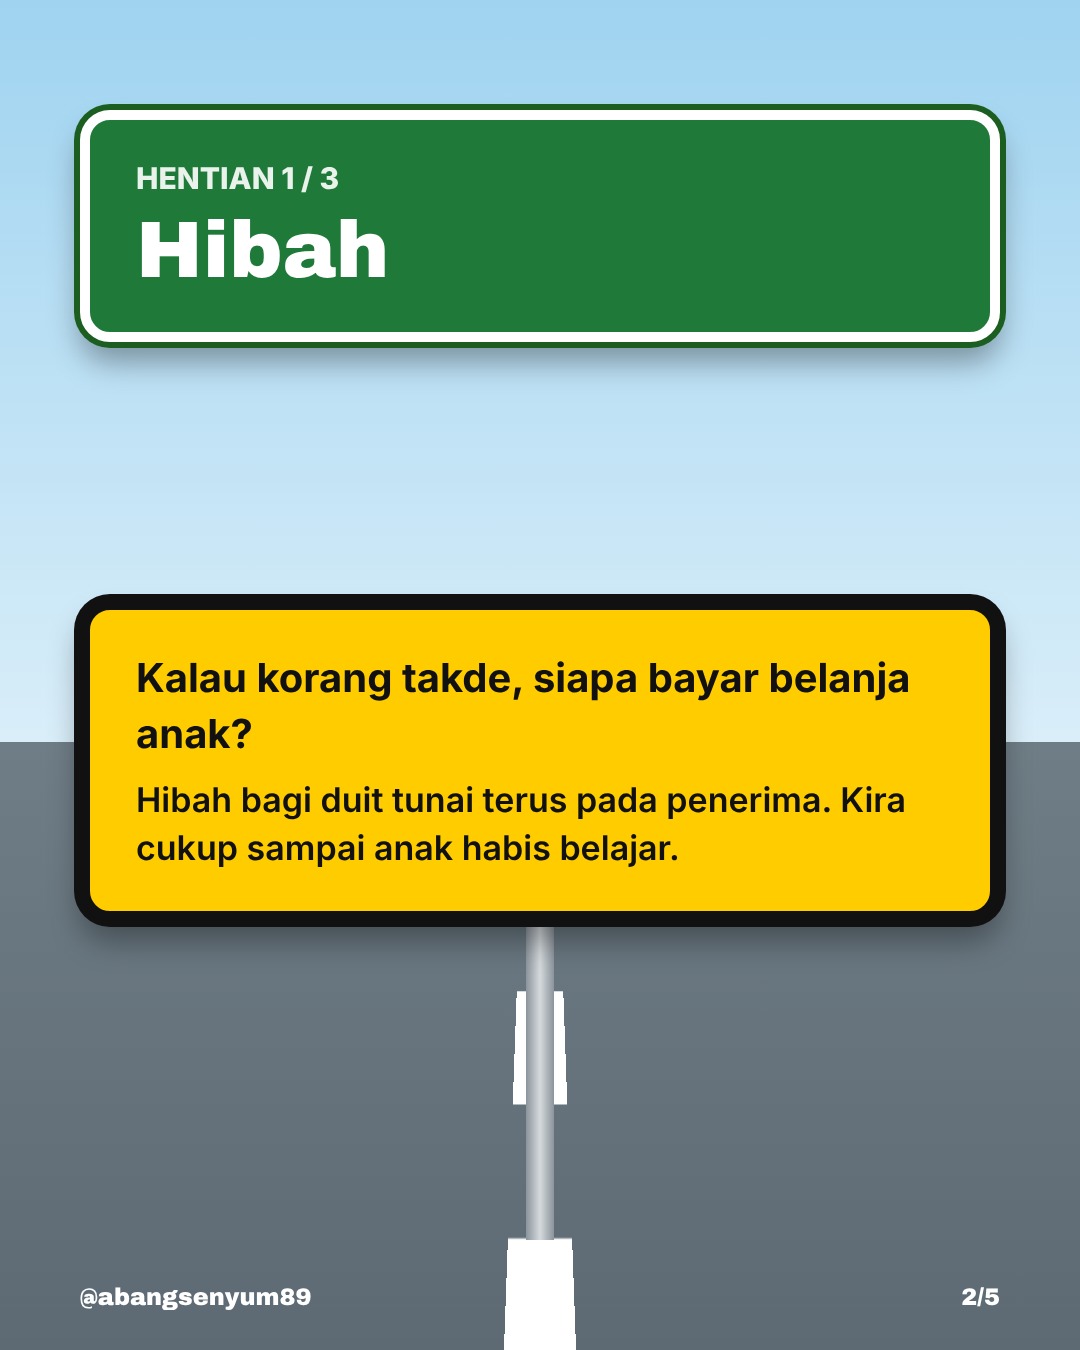 HENTIAN 1 / 3
Hibah
Kalau korang takde, siapa bayar belanja
anak?
Hibah bagi duit tunai terus pada penerima. Kira
cukup sampai anak habis belajar.
@abangsenyum89
2/5